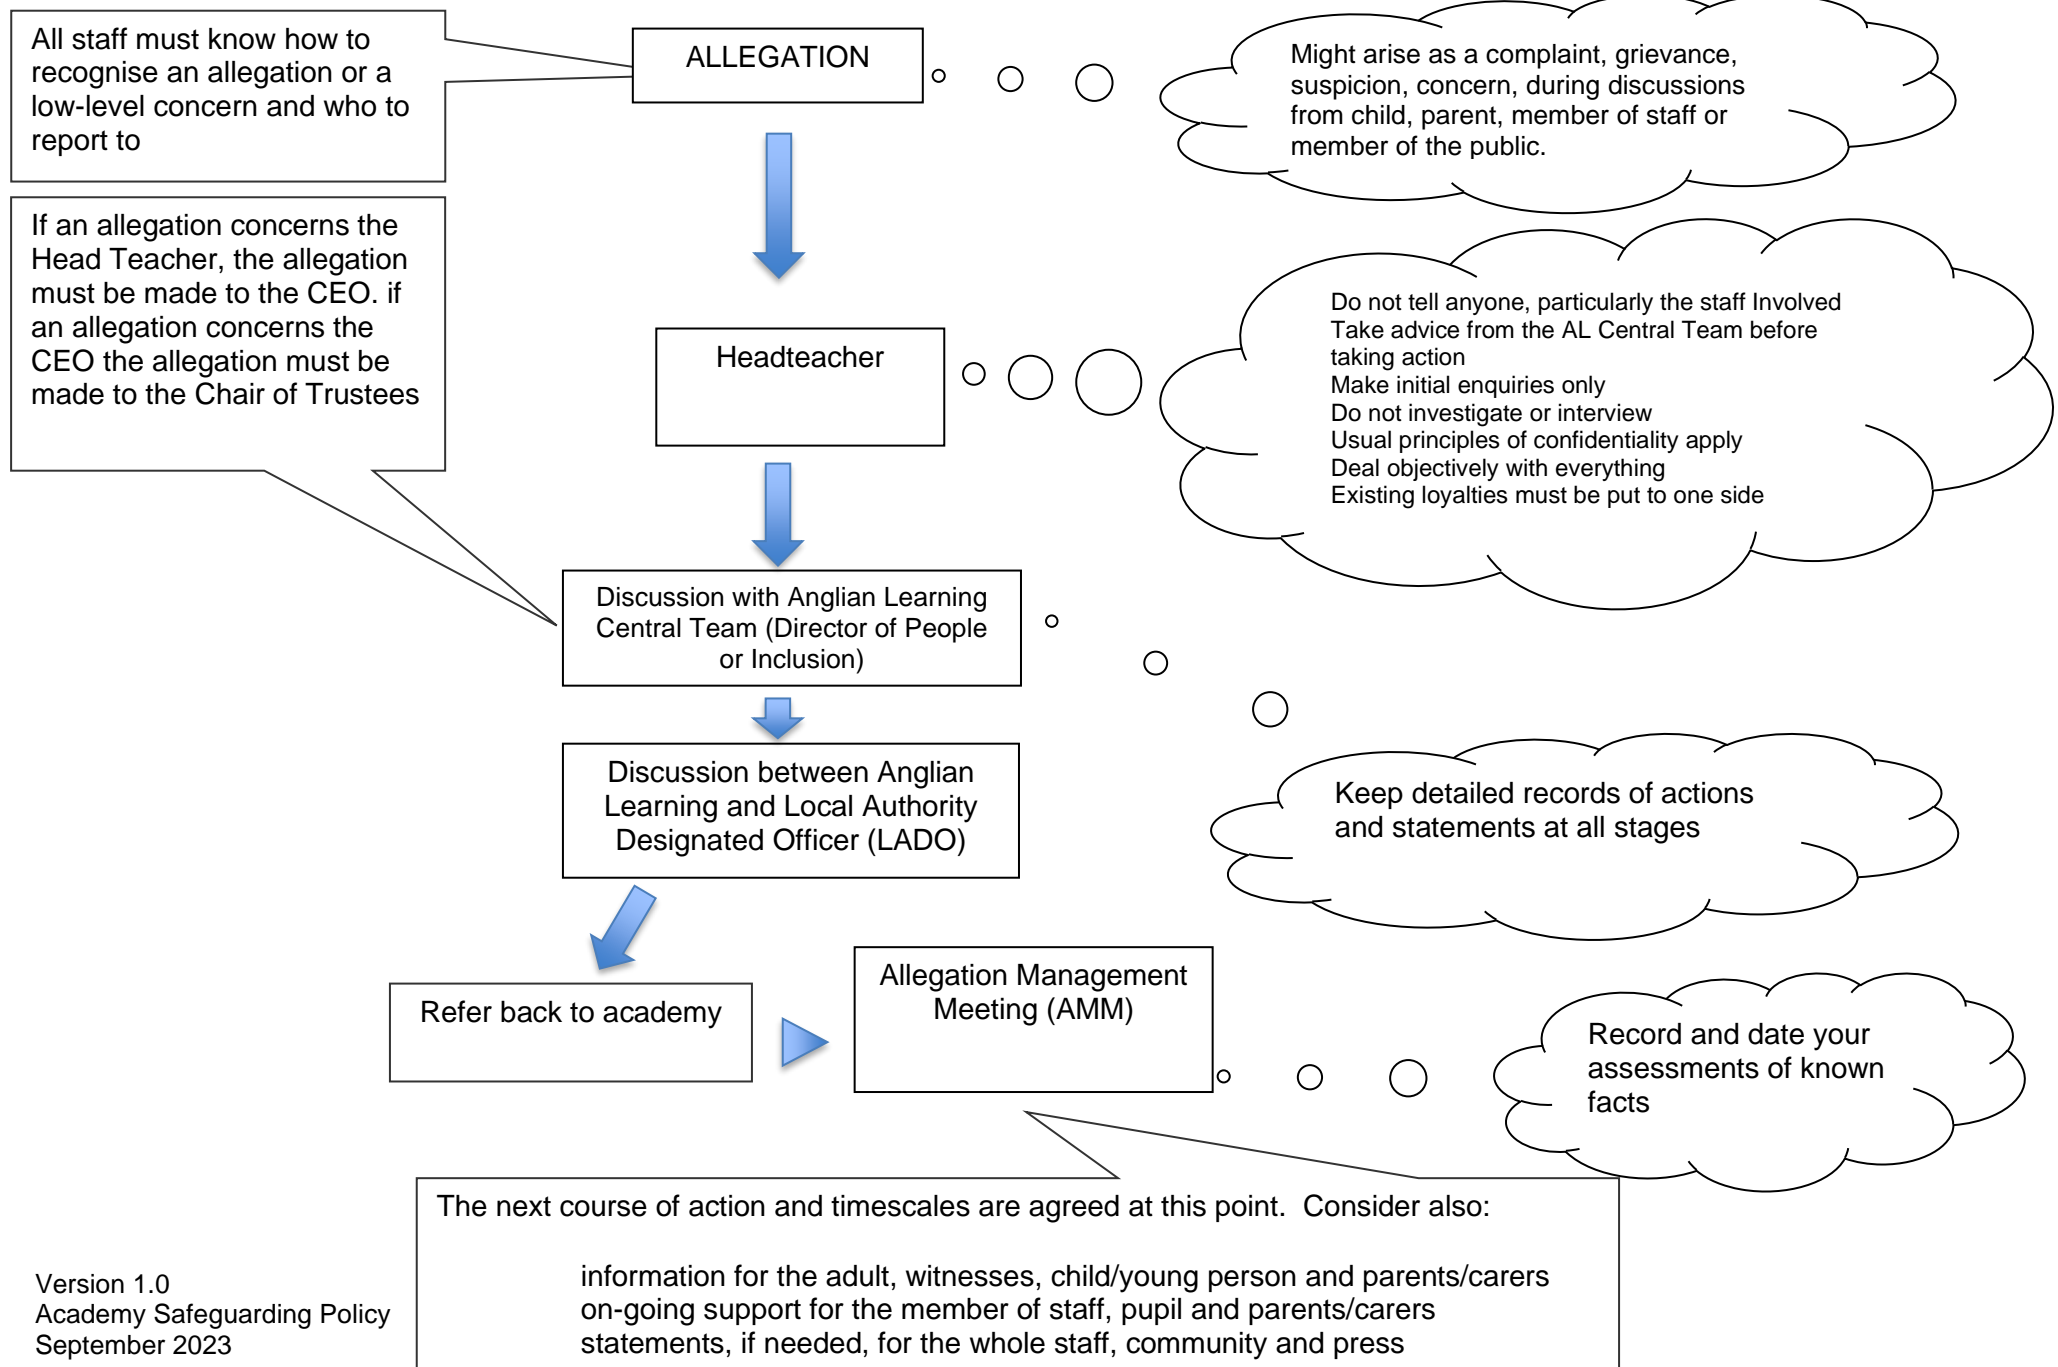 All staff must know how to
recognise an allegation or a
low-level concern and who to
report to
ALLEGATION
Might arise as a complaint, grievance,
suspicion, concern, during discussions
from child, parent, member of staff or
member of the public.
If an allegation concerns the
Head Teacher, the allegation
must be made to the CEO. if
an allegation concerns the
CEO the allegation must be
made to the Chair of Trustees
Headteacher
Do not tell anyone, particularly the staff Involved
Take advice from the AL Central Team before
taking action
Make initial enquiries only
Do not investigate or interview
Usual principles of confidentiality apply
Deal objectively with everything
Existing loyalties must be put to one side
Discussion with Anglian Learning
Central Team (Director of People
or Inclusion)
Discussion between Anglian
Learning and Local Authority
Designated Officer (LADO)
Keep detailed records of actions
and statements at all stages
Refer back to academy
Allegation Management
Meeting (AMM)
Record and date your
assessments of known
facts
The next course of action and timescales are agreed at this point.  Consider also:
information for the adult, witnesses, child/young person and parents/carers
on-going support for the member of staff, pupil and parents/carers
statements, if needed, for the whole staff, community and press
Version 1.0
Academy Safeguarding Policy
September 2023